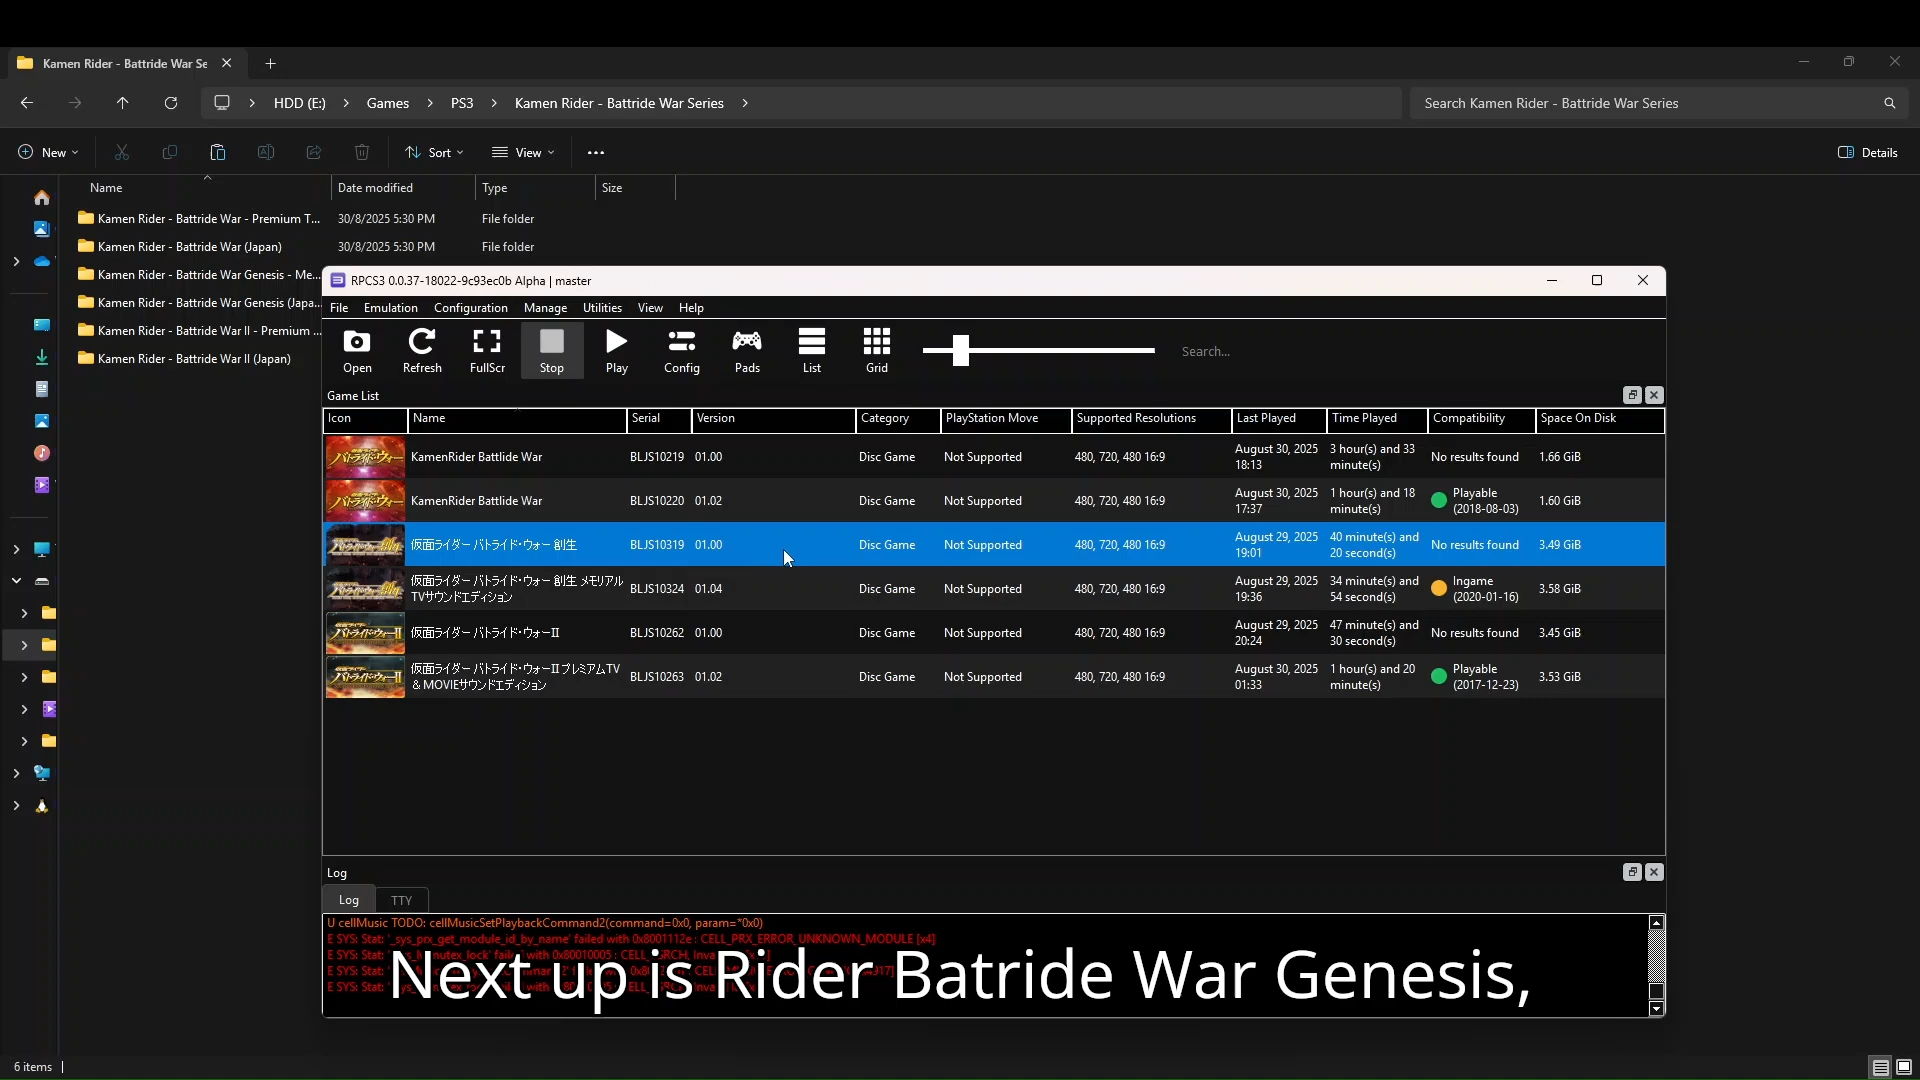 Kamen Rider - Battride War Se
HDD (E:) Games PS3 Kamen Rider - Battride War Series
Search Kamen Rider - Battride War Series
New Sort View ... Details
Name Date modified Type Size
Kamen Rider - Battride War - Premium T... 30/8/2025 5:30 PM File folder
Kamen Rider - Battride War (Japan) 30/8/2025 5:30 PM File folder
Kamen Rider - Battride War Genesis - Me...
Kamen Rider - Battride War Genesis (Japa...
Kamen Rider - Battride War II - Premium ...
Kamen Rider - Battride War II (Japan)
RPCS3 0.0.37-18022-9c93ec0b Alpha | master
File Emulation Configuration Manage Utilities View Help
Open Refresh FullScr Stop Play Config Pads List Grid Search...
Game List
Icon Name Serial Version Category PlayStation Move Supported Resolutions Last Played Time Played Compatibility Space On Disk
バトライド・ウォー KamenRider Battlide War BLJS10219 01.00 Disc Game Not Supported 480, 720, 480 16:9 August 30, 2025 18:13 3 hour(s) and 33 minute(s) No results found 1.66 GiB
バトライド・ウォー KamenRider Battlide War BLJS10220 01.02 Disc Game Not Supported 480, 720, 480 16:9 August 30, 2025 17:37 1 hour(s) and 18 minute(s) Playable (2018-08-03) 1.60 GiB
仮面ライダー バトライド・ウォー 創生 BLJS10319 01.00 Disc Game Not Supported 480, 720, 480 16:9 August 29, 2025 19:01 40 minute(s) and 20 second(s) No results found 3.49 GiB
仮面ライダー バトライド・ウォー 創生 メモリアルTVサウンドエディション BLJS10324 01.04 Disc Game Not Supported 480, 720, 480 16:9 August 29, 2025 19:36 34 minute(s) and 54 second(s) Ingame (2020-01-16) 3.58 GiB
仮面ライダー バトライド・ウォーII BLJS10262 01.00 Disc Game Not Supported 480, 720, 480 16:9 August 29, 2025 20:24 47 minute(s) and 30 second(s) No results found 3.45 GiB
仮面ライダー バトライド・ウォーII プレミアムTV & MOVIEサウンドエディション BLJS10263 01.02 Disc Game Not Supported 480, 720, 480 16:9 August 30, 2025 01:33 1 hour(s) and 20 minute(s) Playable (2017-12-23) 3.53 GiB
Log
Log TTY
U cellMusic TODO: cellMusicSetPlaybackCommand2(command=0x0, param=*0x0)
E SYS: Stat: '_sys_prx_get_module_id_by_name' failed with 0x8001112e : CELL_PRX_ERROR_UNKNOWN_MODULE [x4]
E SYS: Stat:
E SYS: Stat:
E SYS: Stat:
Next up is Rider Batride War Genesis,
6 items